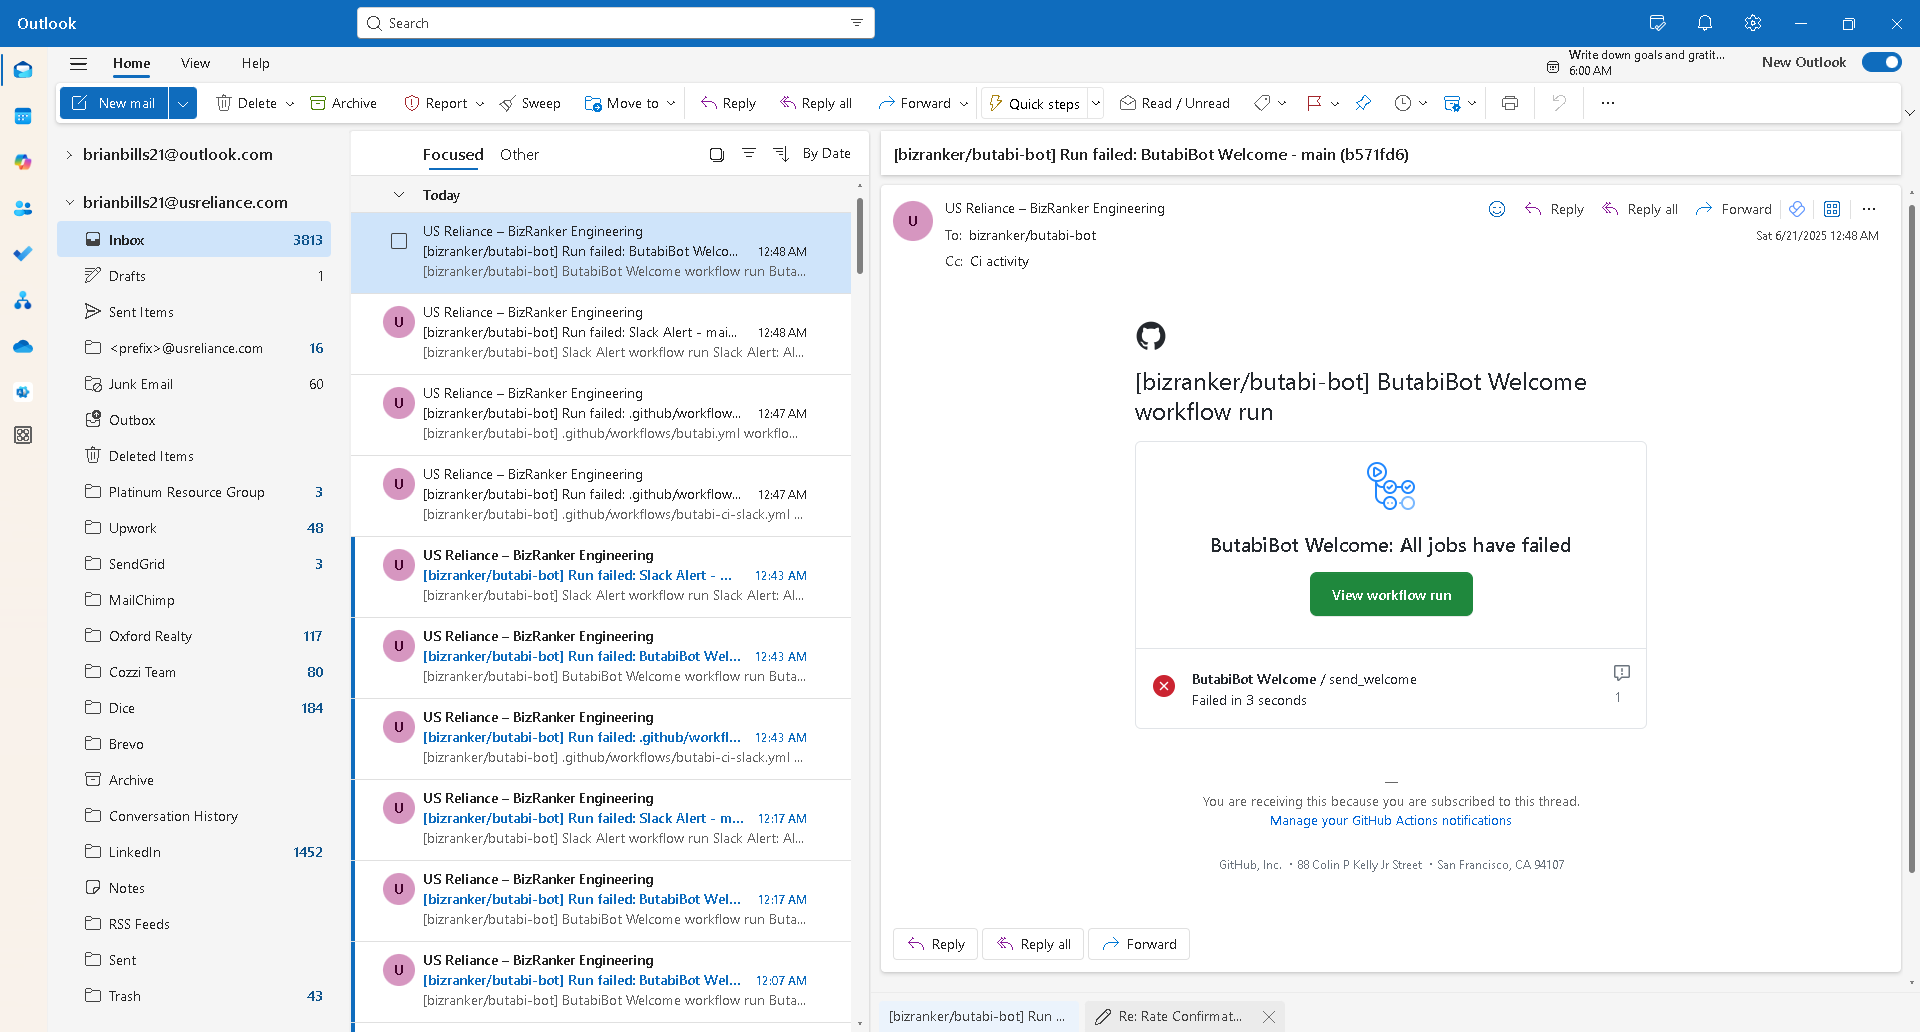 Outlook
Search
Home
View
Help
Write down goals and gratit...
6:00 AM
New Outlook
New mail
Delete
Archive
Report
Sweep
Move to
Reply
Reply all
Forward
Quick steps
Read / Unread
brianbills21@outlook.com
brianbills21@usreliance.com
Inbox 3813
Drafts 1
Sent Items
<prefix>@usreliance.com 16
Junk Email 60
Outbox
Deleted Items
Platinum Resource Group 3
Upwork 48
SendGrid 3
MailChimp
Oxford Realty 117
Cozzi Team 80
Dice 184
Brevo
Archive
Conversation History
LinkedIn 1452
Notes
RSS Feeds
Sent
Trash 43
Focused
Other
By Date
Today
US Reliance – BizRanker Engineering
[bizranker/butabi-bot] Run failed: ButabiBot Welco... 12:48 AM
[bizranker/butabi-bot] ButabiBot Welcome workflow run Buta...
U
US Reliance – BizRanker Engineering
[bizranker/butabi-bot] Run failed: Slack Alert - mai... 12:48 AM
[bizranker/butabi-bot] Slack Alert workflow run Slack Alert: Al...
U
US Reliance – BizRanker Engineering
[bizranker/butabi-bot] Run failed: .github/workflow... 12:47 AM
[bizranker/butabi-bot] .github/workflows/butabi.yml workflo...
U
US Reliance – BizRanker Engineering
[bizranker/butabi-bot] Run failed: .github/workflow... 12:47 AM
[bizranker/butabi-bot] .github/workflows/butabi-ci-slack.yml ...
U
US Reliance – BizRanker Engineering
[bizranker/butabi-bot] Run failed: Slack Alert - ... 12:43 AM
[bizranker/butabi-bot] Slack Alert workflow run Slack Alert: Al...
U
US Reliance – BizRanker Engineering
[bizranker/butabi-bot] Run failed: ButabiBot Wel... 12:43 AM
[bizranker/butabi-bot] ButabiBot Welcome workflow run Buta...
U
US Reliance – BizRanker Engineering
[bizranker/butabi-bot] Run failed: .github/workfl... 12:43 AM
[bizranker/butabi-bot] .github/workflows/butabi-ci-slack.yml ...
U
US Reliance – BizRanker Engineering
[bizranker/butabi-bot] Run failed: Slack Alert - m... 12:17 AM
[bizranker/butabi-bot] Slack Alert workflow run Slack Alert: Al...
U
US Reliance – BizRanker Engineering
[bizranker/butabi-bot] Run failed: ButabiBot Wel... 12:17 AM
[bizranker/butabi-bot] ButabiBot Welcome workflow run Buta...
U
US Reliance – BizRanker Engineering
[bizranker/butabi-bot] Run failed: ButabiBot Wel... 12:07 AM
[bizranker/butabi-bot] ButabiBot Welcome workflow run Buta...
[bizranker/butabi-bot] Run failed: ButabiBot Welcome - main (b571fd6)
U
US Reliance – BizRanker Engineering
To: bizranker/butabi-bot
Cc: Ci activity
Reply
Reply all
Forward
Sat 6/21/2025 12:48 AM
[bizranker/butabi-bot] ButabiBot Welcome
workflow run
ButabiBot Welcome: All jobs have failed
View workflow run
ButabiBot Welcome / send_welcome
Failed in 3 seconds
1
—
You are receiving this because you are subscribed to this thread.
Manage your GitHub Actions notifications
GitHub, Inc. ・88 Colin P Kelly Jr Street ・San Francisco, CA 94107
Reply
Reply all
Forward
[bizranker/butabi-bot] Run ...
Re: Rate Confirmat...